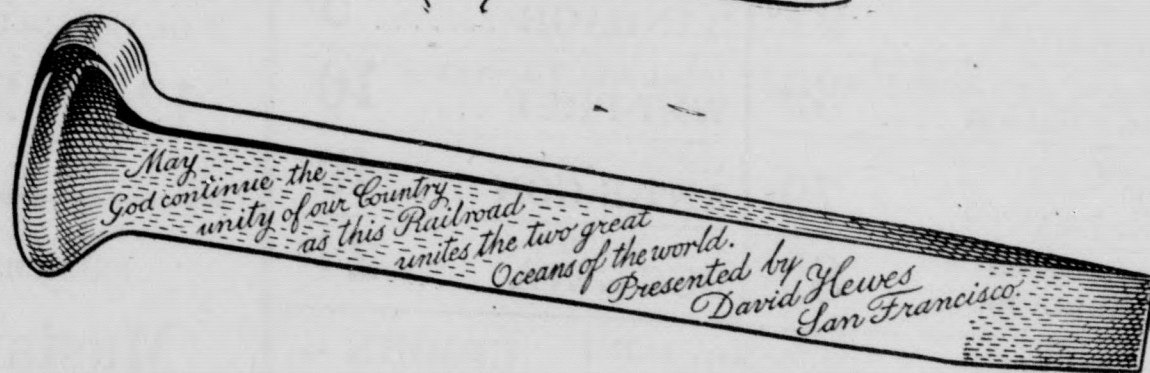 May
God continue the
unity of our Country
as this Railroad
unites the two great
Oceans of the world.
Presented by
David Hewes
San Francisco.